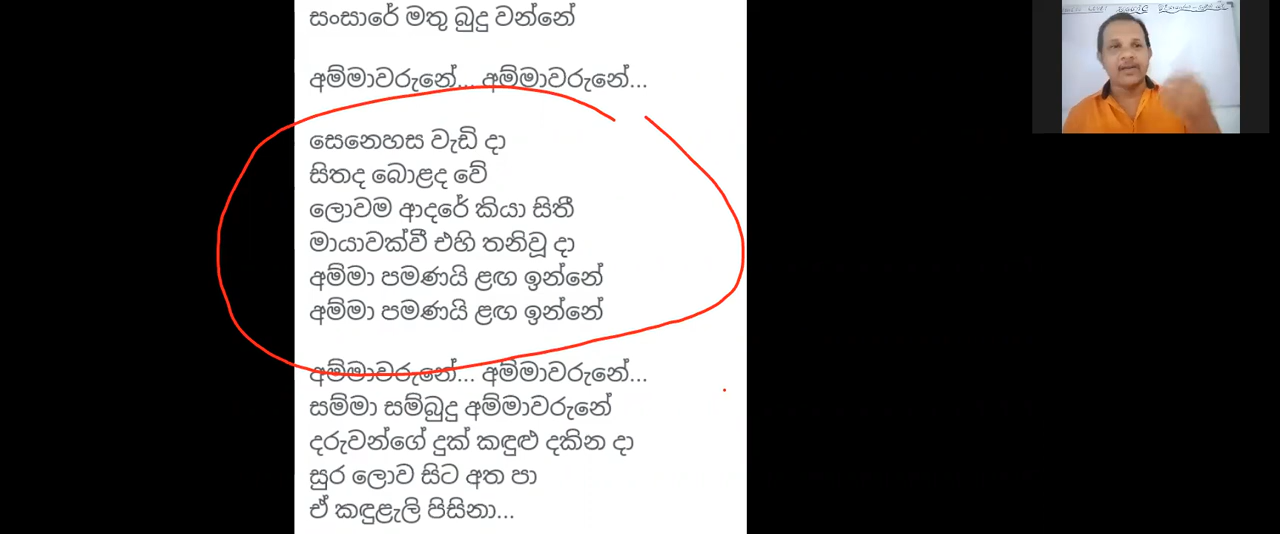 සංසාරේ මතු බුදු වන්නේ
අම්මාවරුනේ... අම්මාවරුනේ...
සෙනෙහස වැඩි දා
සිතද බොළඳ වේ
ලොවම ආදරේ කියා සිතී
මායාවක්වී එහි තනිවූ දා
අම්මා පමණයි ළඟ ඉන්නේ
අම්මා පමණයි ළඟ ඉන්නේ
අම්මාවරුනේ... අම්මාවරුනේ...
සම්මා සම්බුදු අම්මාවරුනේ
දරුවන්ගේ දුක් කඳුළු දකින දා
සුර ලොව සිට අත පා
ඒ කඳුළැලි පිසිනා...